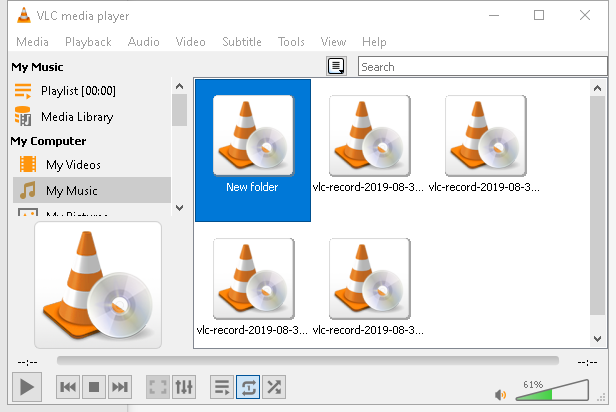 VLC media player
Media Playback Audio Video Subtitle Tools View Help
My Music
Search
Playlist [00:00]
Media Library
My Computer
My Videos
My Music
My Pictures
New folder
vlc-record-2019-08-3...
vlc-record-2019-08-3...
vlc-record-2019-08-3...
vlc-record-2019-08-3...
--:--
--:--
61%